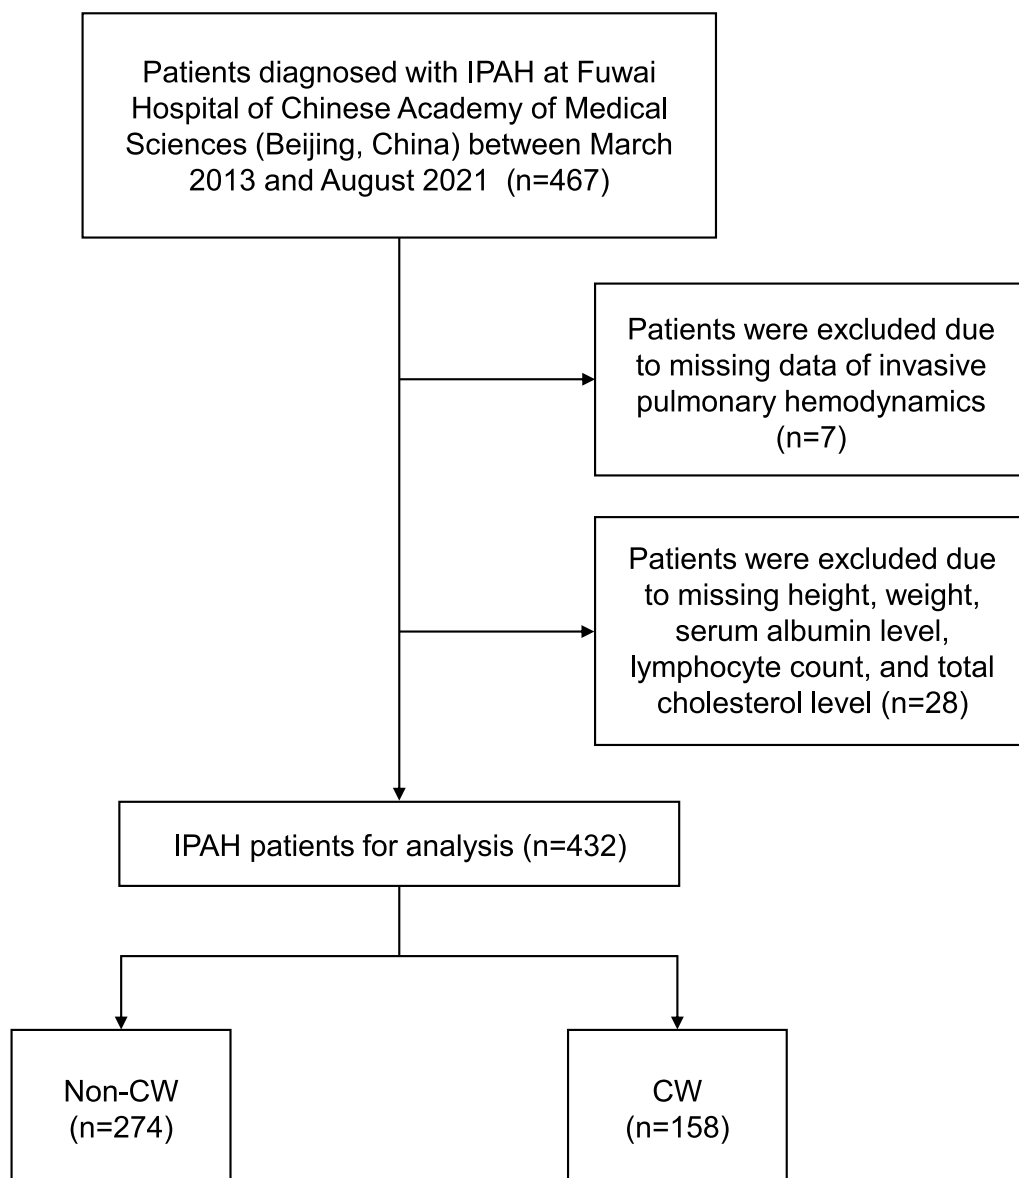 Patients diagnosed with IPAH at Fuwai
Hospital of Chinese Academy of Medical
Sciences (Beijing, China) between March
2013 and August 2021  (n=467)
Patients were excluded due
to missing data of invasive
pulmonary hemodynamics
(n=7)
Patients were excluded due
to missing height, weight,
serum albumin level,
lymphocyte count, and total
cholesterol level (n=28)
IPAH patients for analysis (n=432)
Non-CW
(n=274)
CW
(n=158)